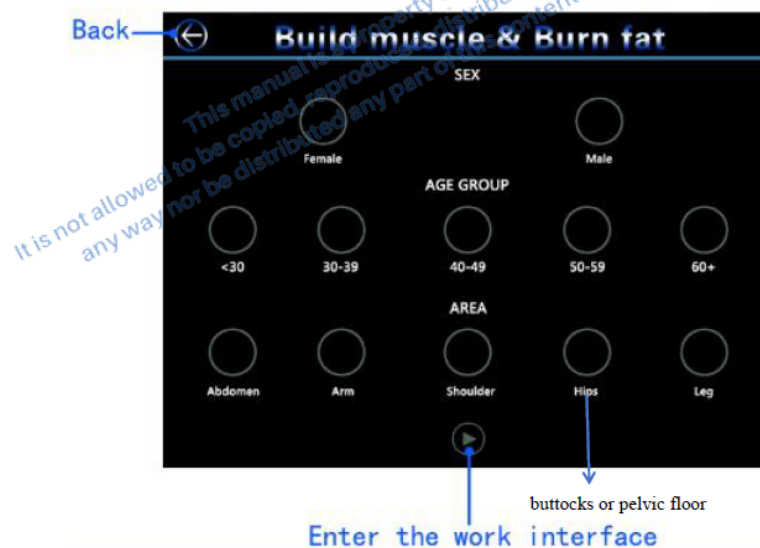 Back
Build muscle & Burn fat
This manual is a property
It is not allowed to be copied, reproduced, distributed
any way nor be distributed any part of this content
SEX
Female Male
AGE GROUP
<30 30-39 40-49 50-59 60+
AREA
Abdomen Arm Shoulder Hips Leg
buttocks or pelvic floor
Enter the work interface